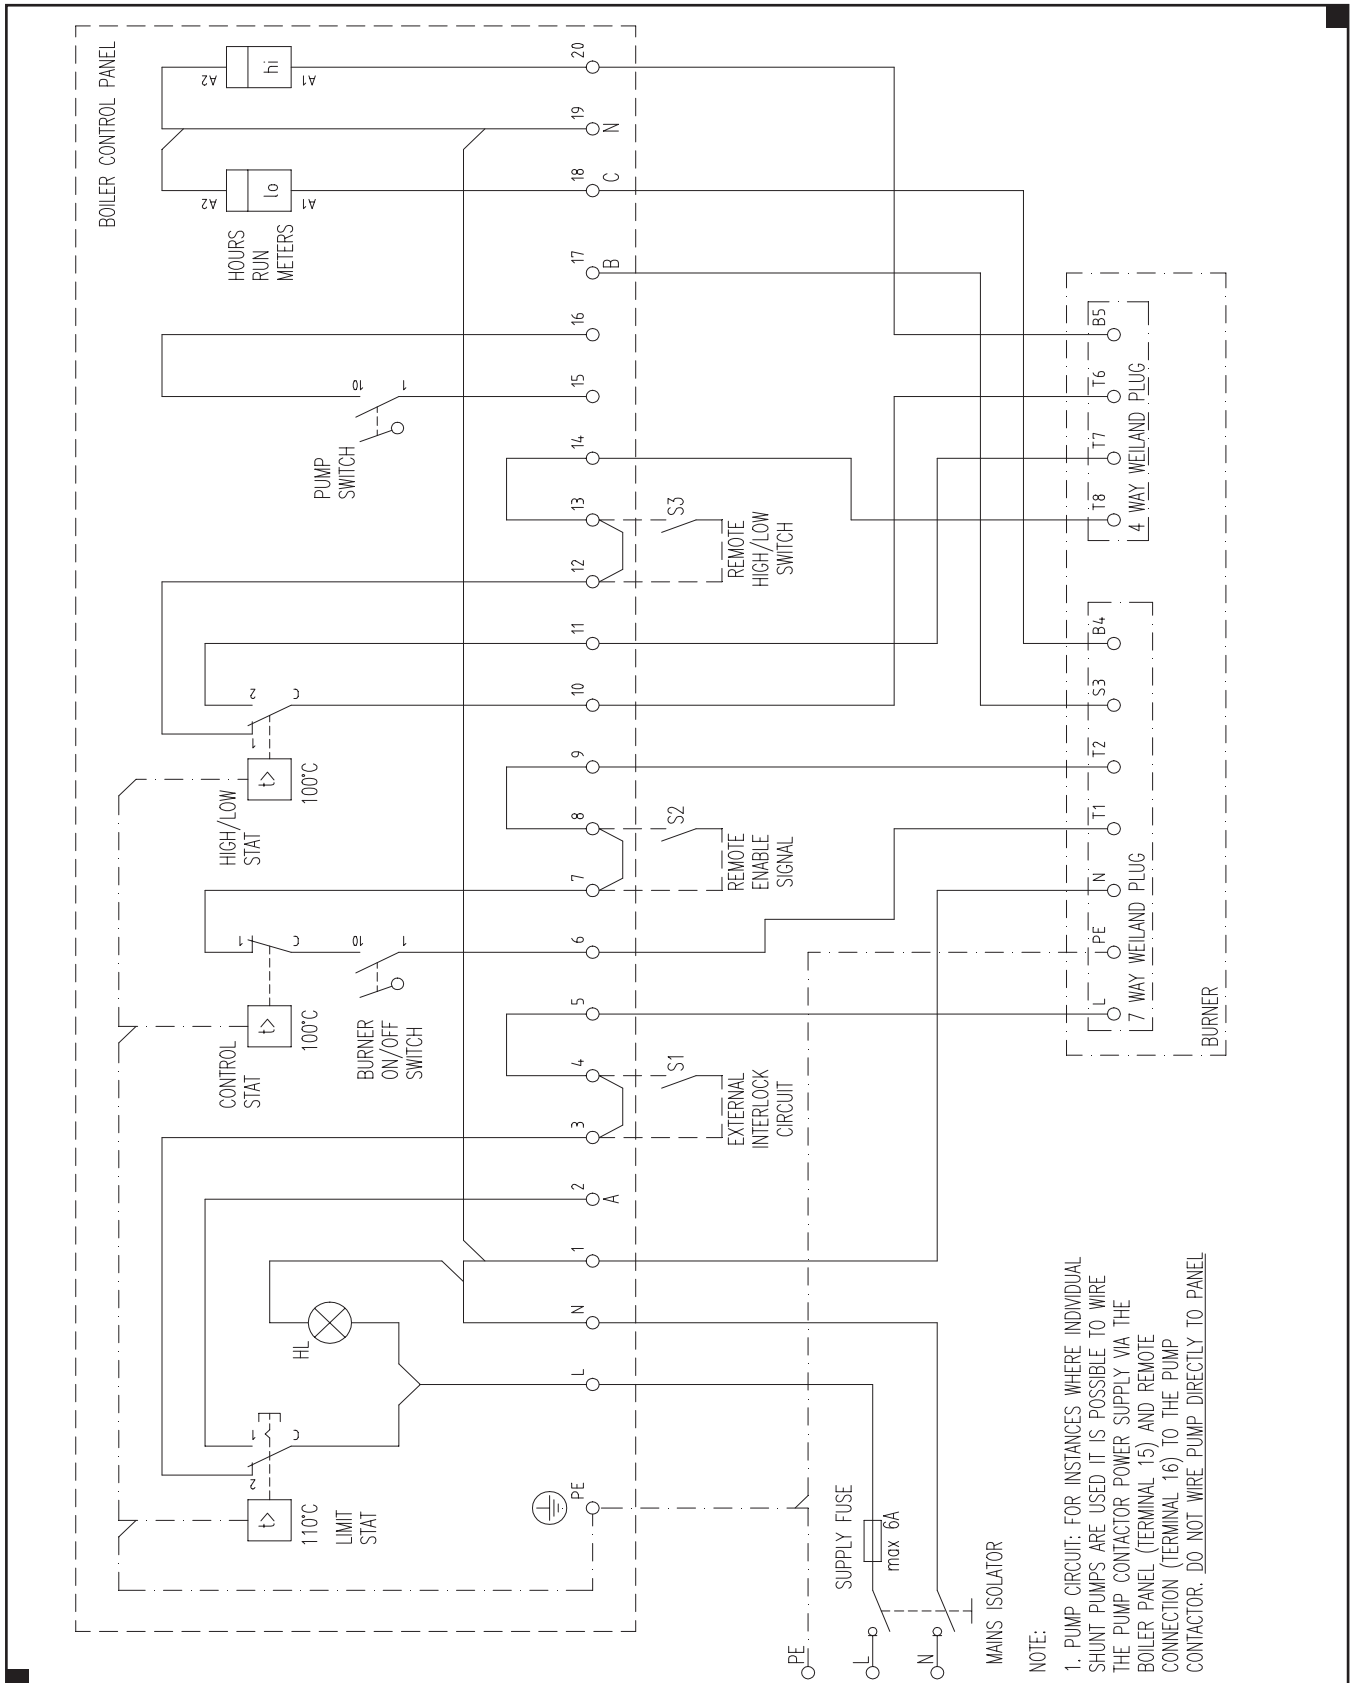 BOILER CONTROL PANEL
110°C
LIMIT
STAT
t>
2
1
C
HL
CONTROL
STAT
t>
100°C
1
C
BURNER
ON/OFF
SWITCH
10
1
HIGH/LOW
STAT
t>
100°C
1
2
C
PUMP
SWITCH
10
1
HOURS
RUN
METERS
A2
lo
A1
A2
hi
A1
PE
L
N
1
2
3
4
5
6
7
8
9
10
11
12
13
14
15
16
17
18
19
20
A
B
C
N
EXTERNAL
INTERLOCK
CIRCUIT
S1
REMOTE
ENABLE
SIGNAL
S2
REMOTE
HIGH/LOW
SWITCH
S3
SUPPLY FUSE
max 6A
PE
L
N
MAINS ISOLATOR
L
PE
N
T1
T2
S3
B4
7 WAY WEILAND PLUG
T8
T7
T6
B5
4 WAY WEILAND PLUG
BURNER
NOTE:
1. PUMP CIRCUIT: FOR INSTANCES WHERE INDIVIDUAL
SHUNT PUMPS ARE USED IT IS POSSIBLE TO WIRE
THE PUMP CONTACTOR POWER SUPPLY VIA THE
BOILER PANEL (TERMINAL 15) AND REMOTE
CONNECTION (TERMINAL 16) TO THE PUMP
CONTACTOR. DO NOT WIRE PUMP DIRECTLY TO PANEL